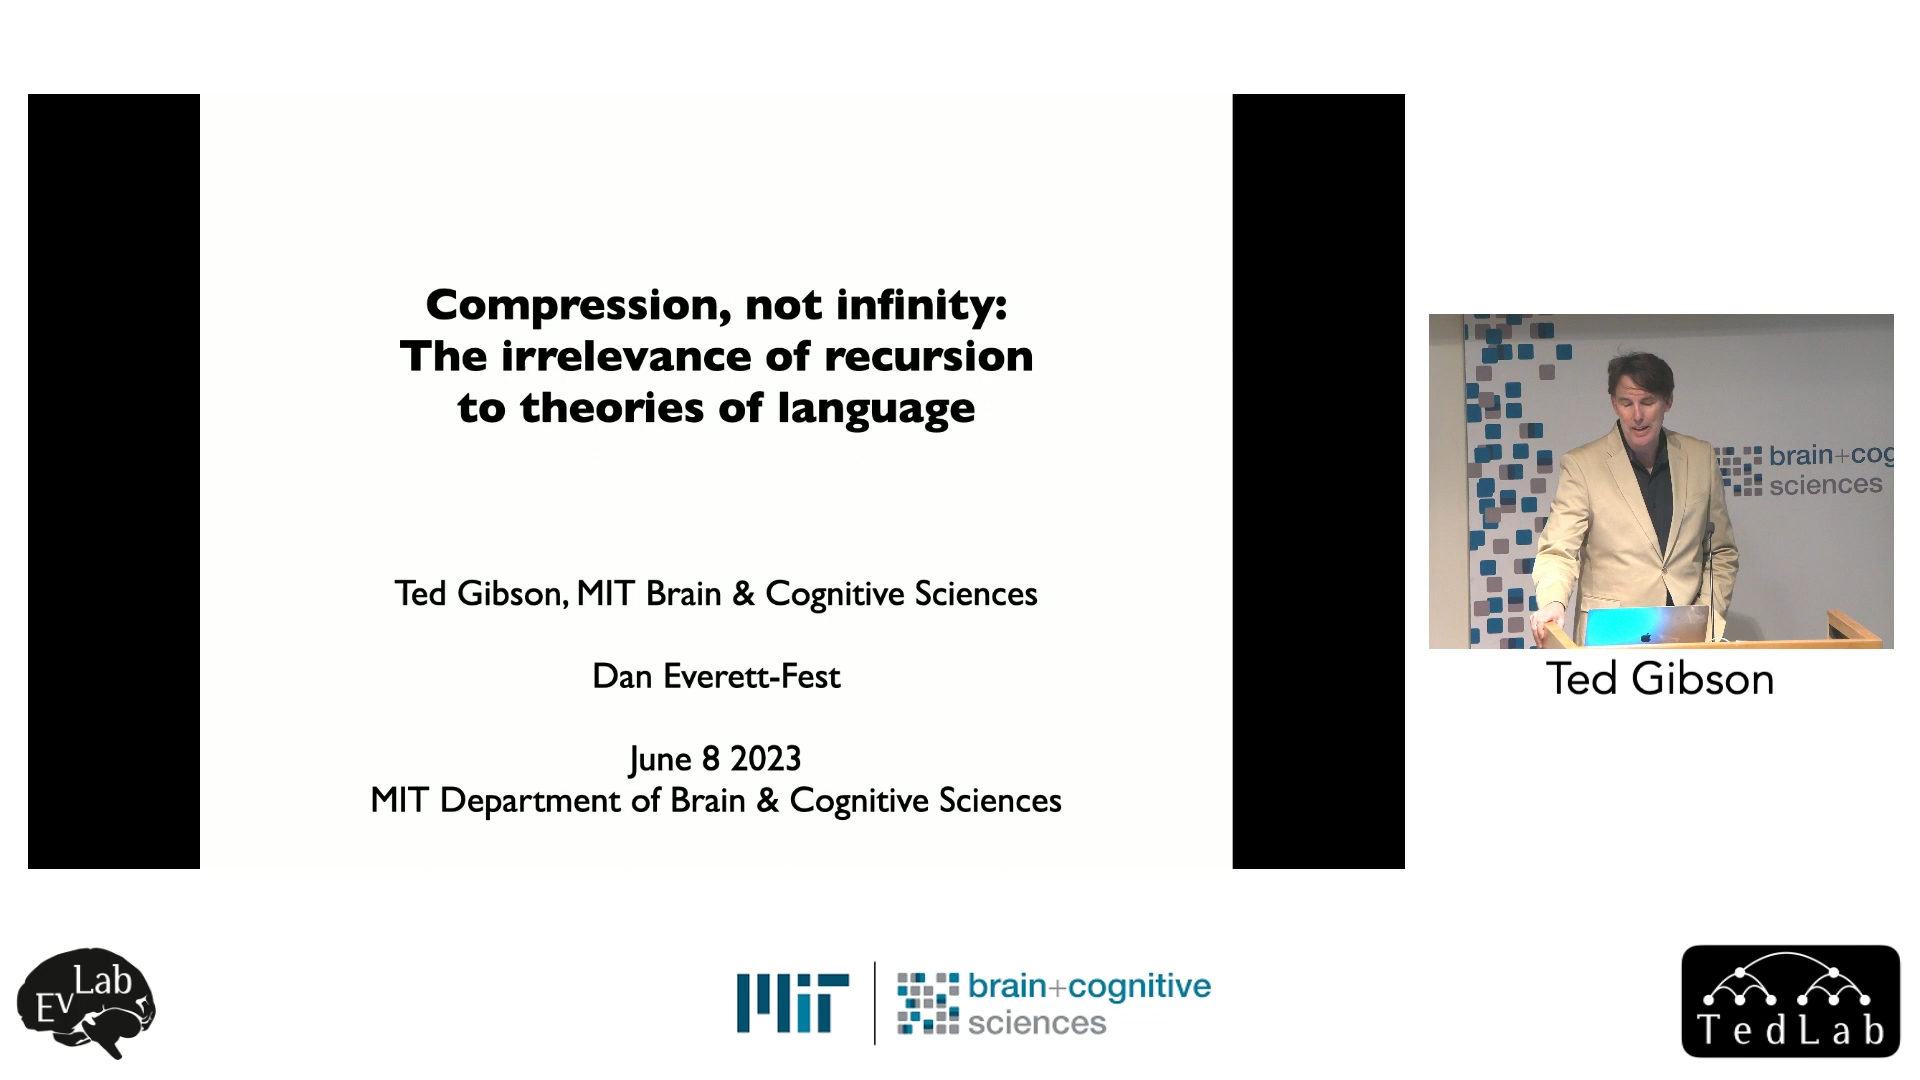 Compression, not infinity:
The irrelevance of recursion
to theories of language
Ted Gibson, MIT Brain & Cognitive Sciences
Dan Everett-Fest
June 8 2023
MIT Department of Brain & Cognitive Sciences
brain+cog
sciences
Ted Gibson
EV Lab
MIT
brain+cognitive
sciences
TedLab